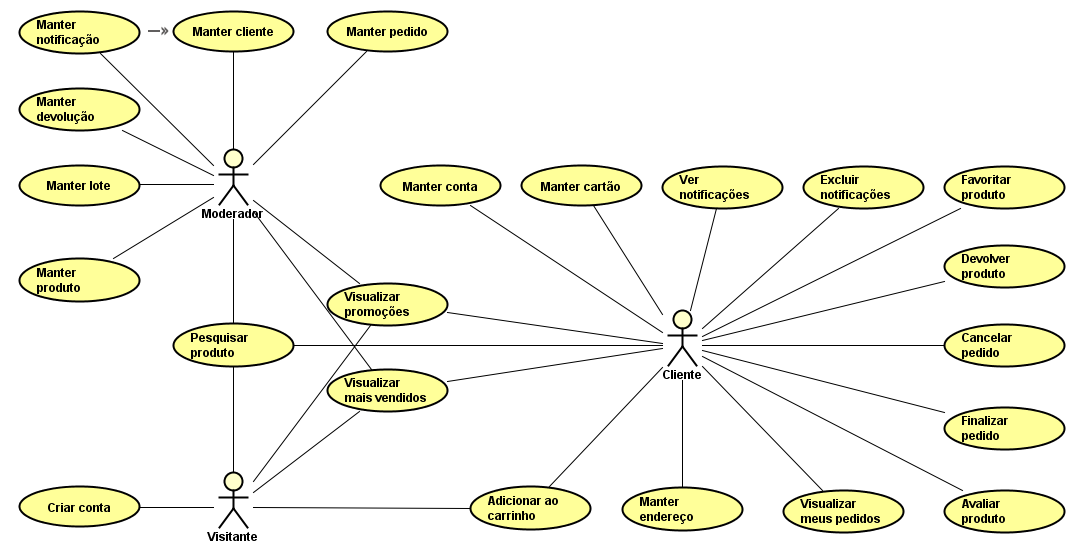 Manter
notificação
--»
Manter cliente
Manter pedido
Manter
devolução
Manter lote
Moderador
Manter
produto
Manter conta
Manter cartão
Ver
notificações
Excluir
notificações
Favoritar
produto
Devolver
produto
Visualizar
promoções
Pesquisar
produto
Cliente
Cancelar
pedido
Visualizar
mais vendidos
Finalizar
pedido
Criar conta
Visitante
Adicionar ao
carrinho
Manter
endereço
Visualizar
meus pedidos
Avaliar
produto